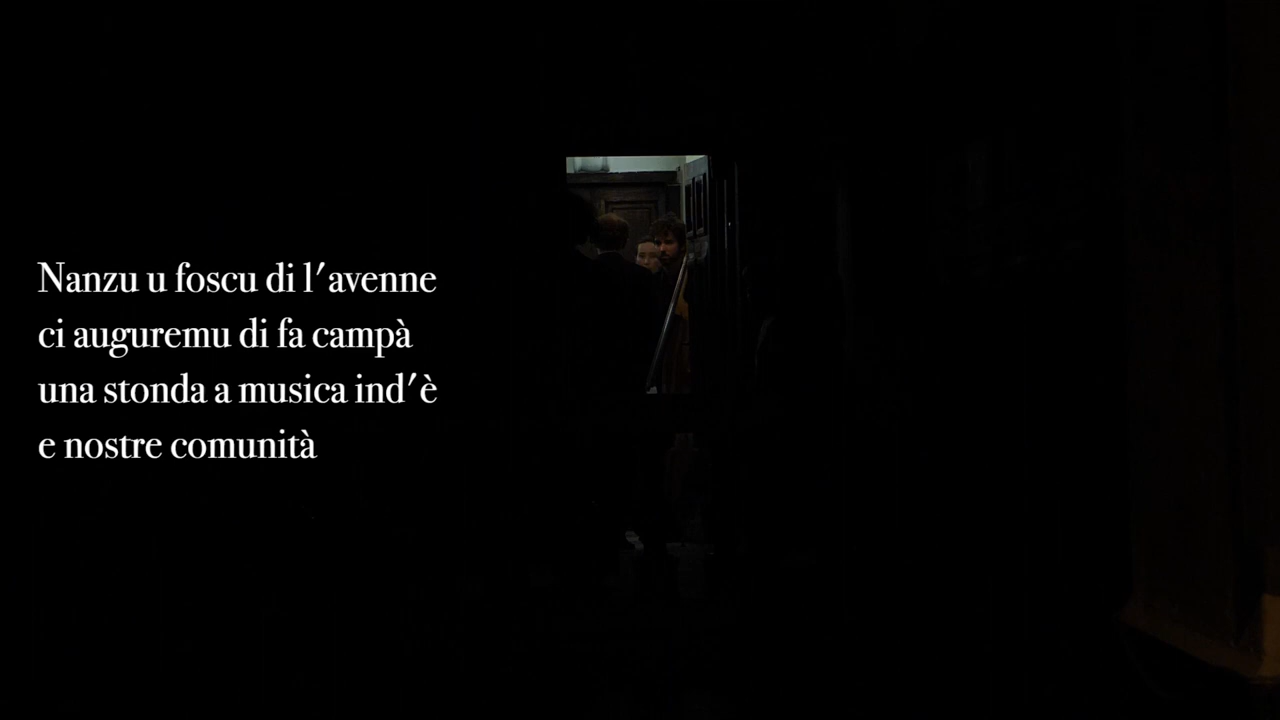 Nanzu u foscu di l'avenne
ci auguremu di fa campà
una stonda a musica ind'è
e nostre comunità